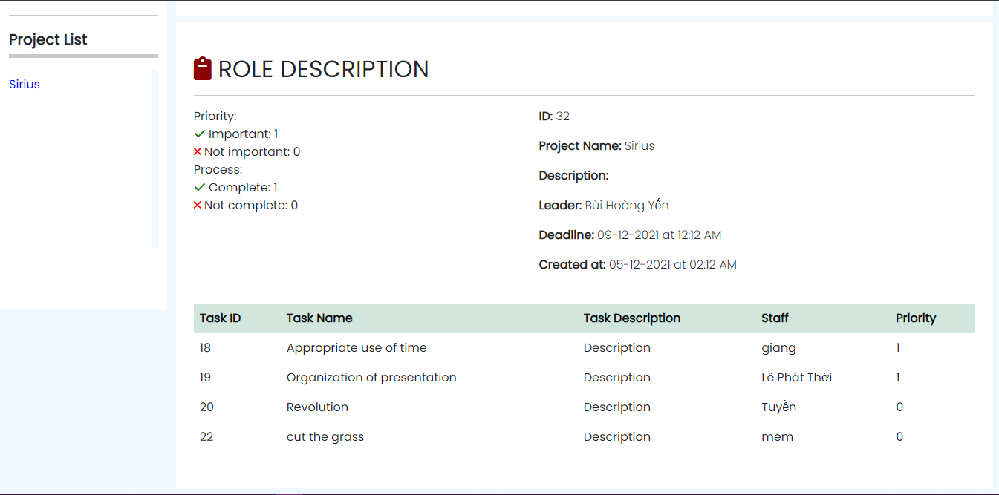 Project List
Sirius
ROLE DESCRIPTION
Priority:
Important: 1
Not important: 0
Process:
Complete: 1
Not complete: 0
ID: 32
Project Name: Sirius
Description:
Leader: Bùi Hoàng Yến
Deadline: 09-12-2021 at 12:12 AM
Created at: 05-12-2021 at 02:12 AM
Task ID Task Name Task Description Staff Priority
18 Appropriate use of time Description giang 1
19 Organization of presentation Description Lê Phát Thời 1
20 Revolution Description Tuyền 0
22 cut the grass Description mem 0